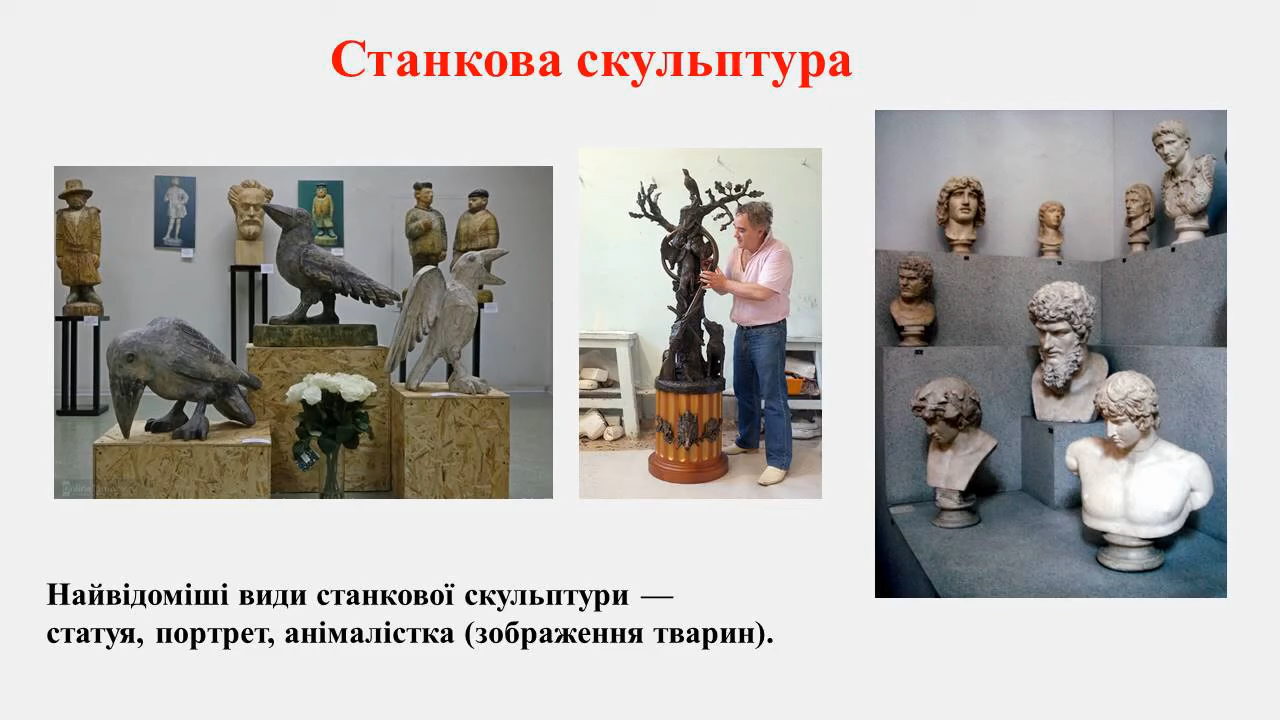 Станкова скульптура
Найвідоміші види станкової скульптури —
статуя, портрет, анімалістка (зображення тварин).